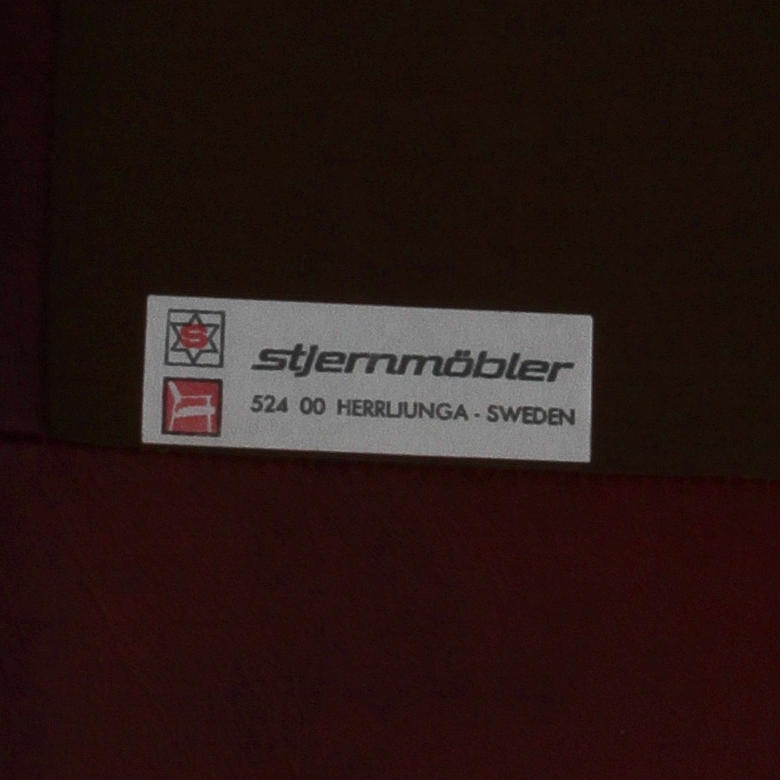 S
stjernmöbler
524 00 HERRLJUNGA - SWEDEN